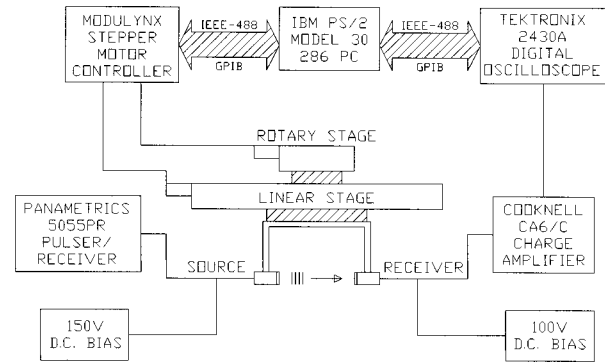 MODULYNX
STEPPER
MOTOR
CONTROLLER
IEEE-488
GPIB
IBM PS/2
MODEL 30
286 PC
IEEE-488
GPIB
TEKTRONIX
2430A
DIGITAL
OSCILLOSCOPE
ROTARY STAGE
LINEAR STAGE
PANAMETRICS
5055PR
PULSER/
RECEIVER
COOKNELL
CA6/C
CHARGE
AMPLIFIER
SOURCE
RECEIVER
150V
D.C. BIAS
100V
D.C. BIAS